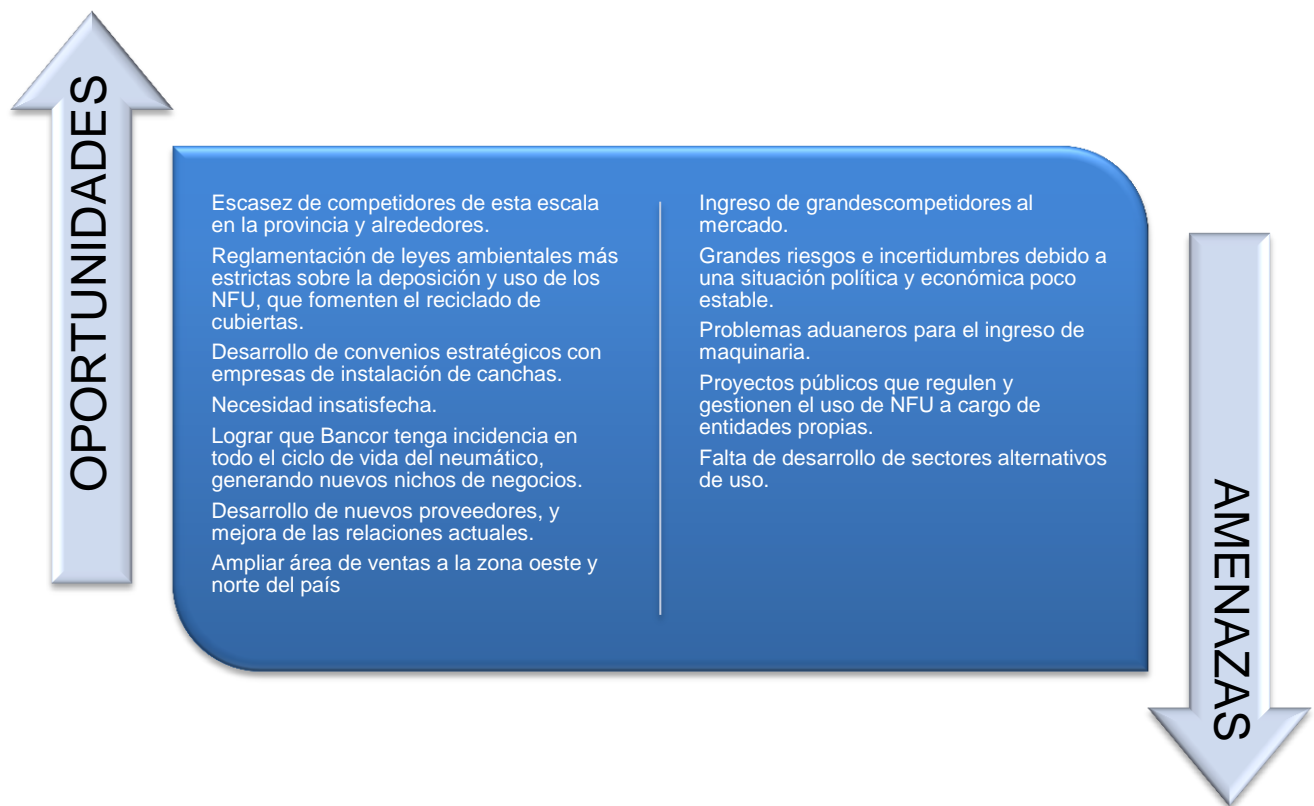 OPORTUNIDADES
Escasez de competidores de esta escala
en la provincia y alrededores.
Reglamentación de leyes ambientales más
estrictas sobre la deposición y uso de los
NFU, que fomenten el reciclado de
cubiertas.
Desarrollo de convenios estratégicos con
empresas de instalación de canchas.
Necesidad insatisfecha.
Lograr que Bancor tenga incidencia en
todo el ciclo de vida del neumático,
generando nuevos nichos de negocios.
Desarrollo de nuevos proveedores, y
mejora de las relaciones actuales.
Ampliar área de ventas a la zona oeste y
norte del país
Ingreso de grandescompetidores al
mercado.
Grandes riesgos e incertidumbres debido a
una situación política y económica poco
estable.
Problemas aduaneros para el ingreso de
maquinaria.
Proyectos públicos que regulen y
gestionen el uso de NFU a cargo de
entidades propias.
Falta de desarrollo de sectores alternativos
de uso.
AMENAZAS